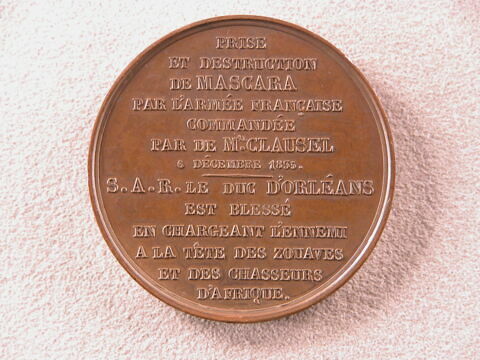 PRISE
ET DESTRUCTION
DE MASCARA
PAR L'ARMÉE FRANÇAISE
COMMANDÉE
PAR LE MAL CLAUSEL.
6 DÉCEMBRE 1835.
S.A.R. LE DUC D'ORLÉANS
EST BLESSÉ
EN CHARGEANT L'ENNEMI
A LA TÊTE DES ZOUAVES
ET DES CHASSEURS
D'AFRIQUE.